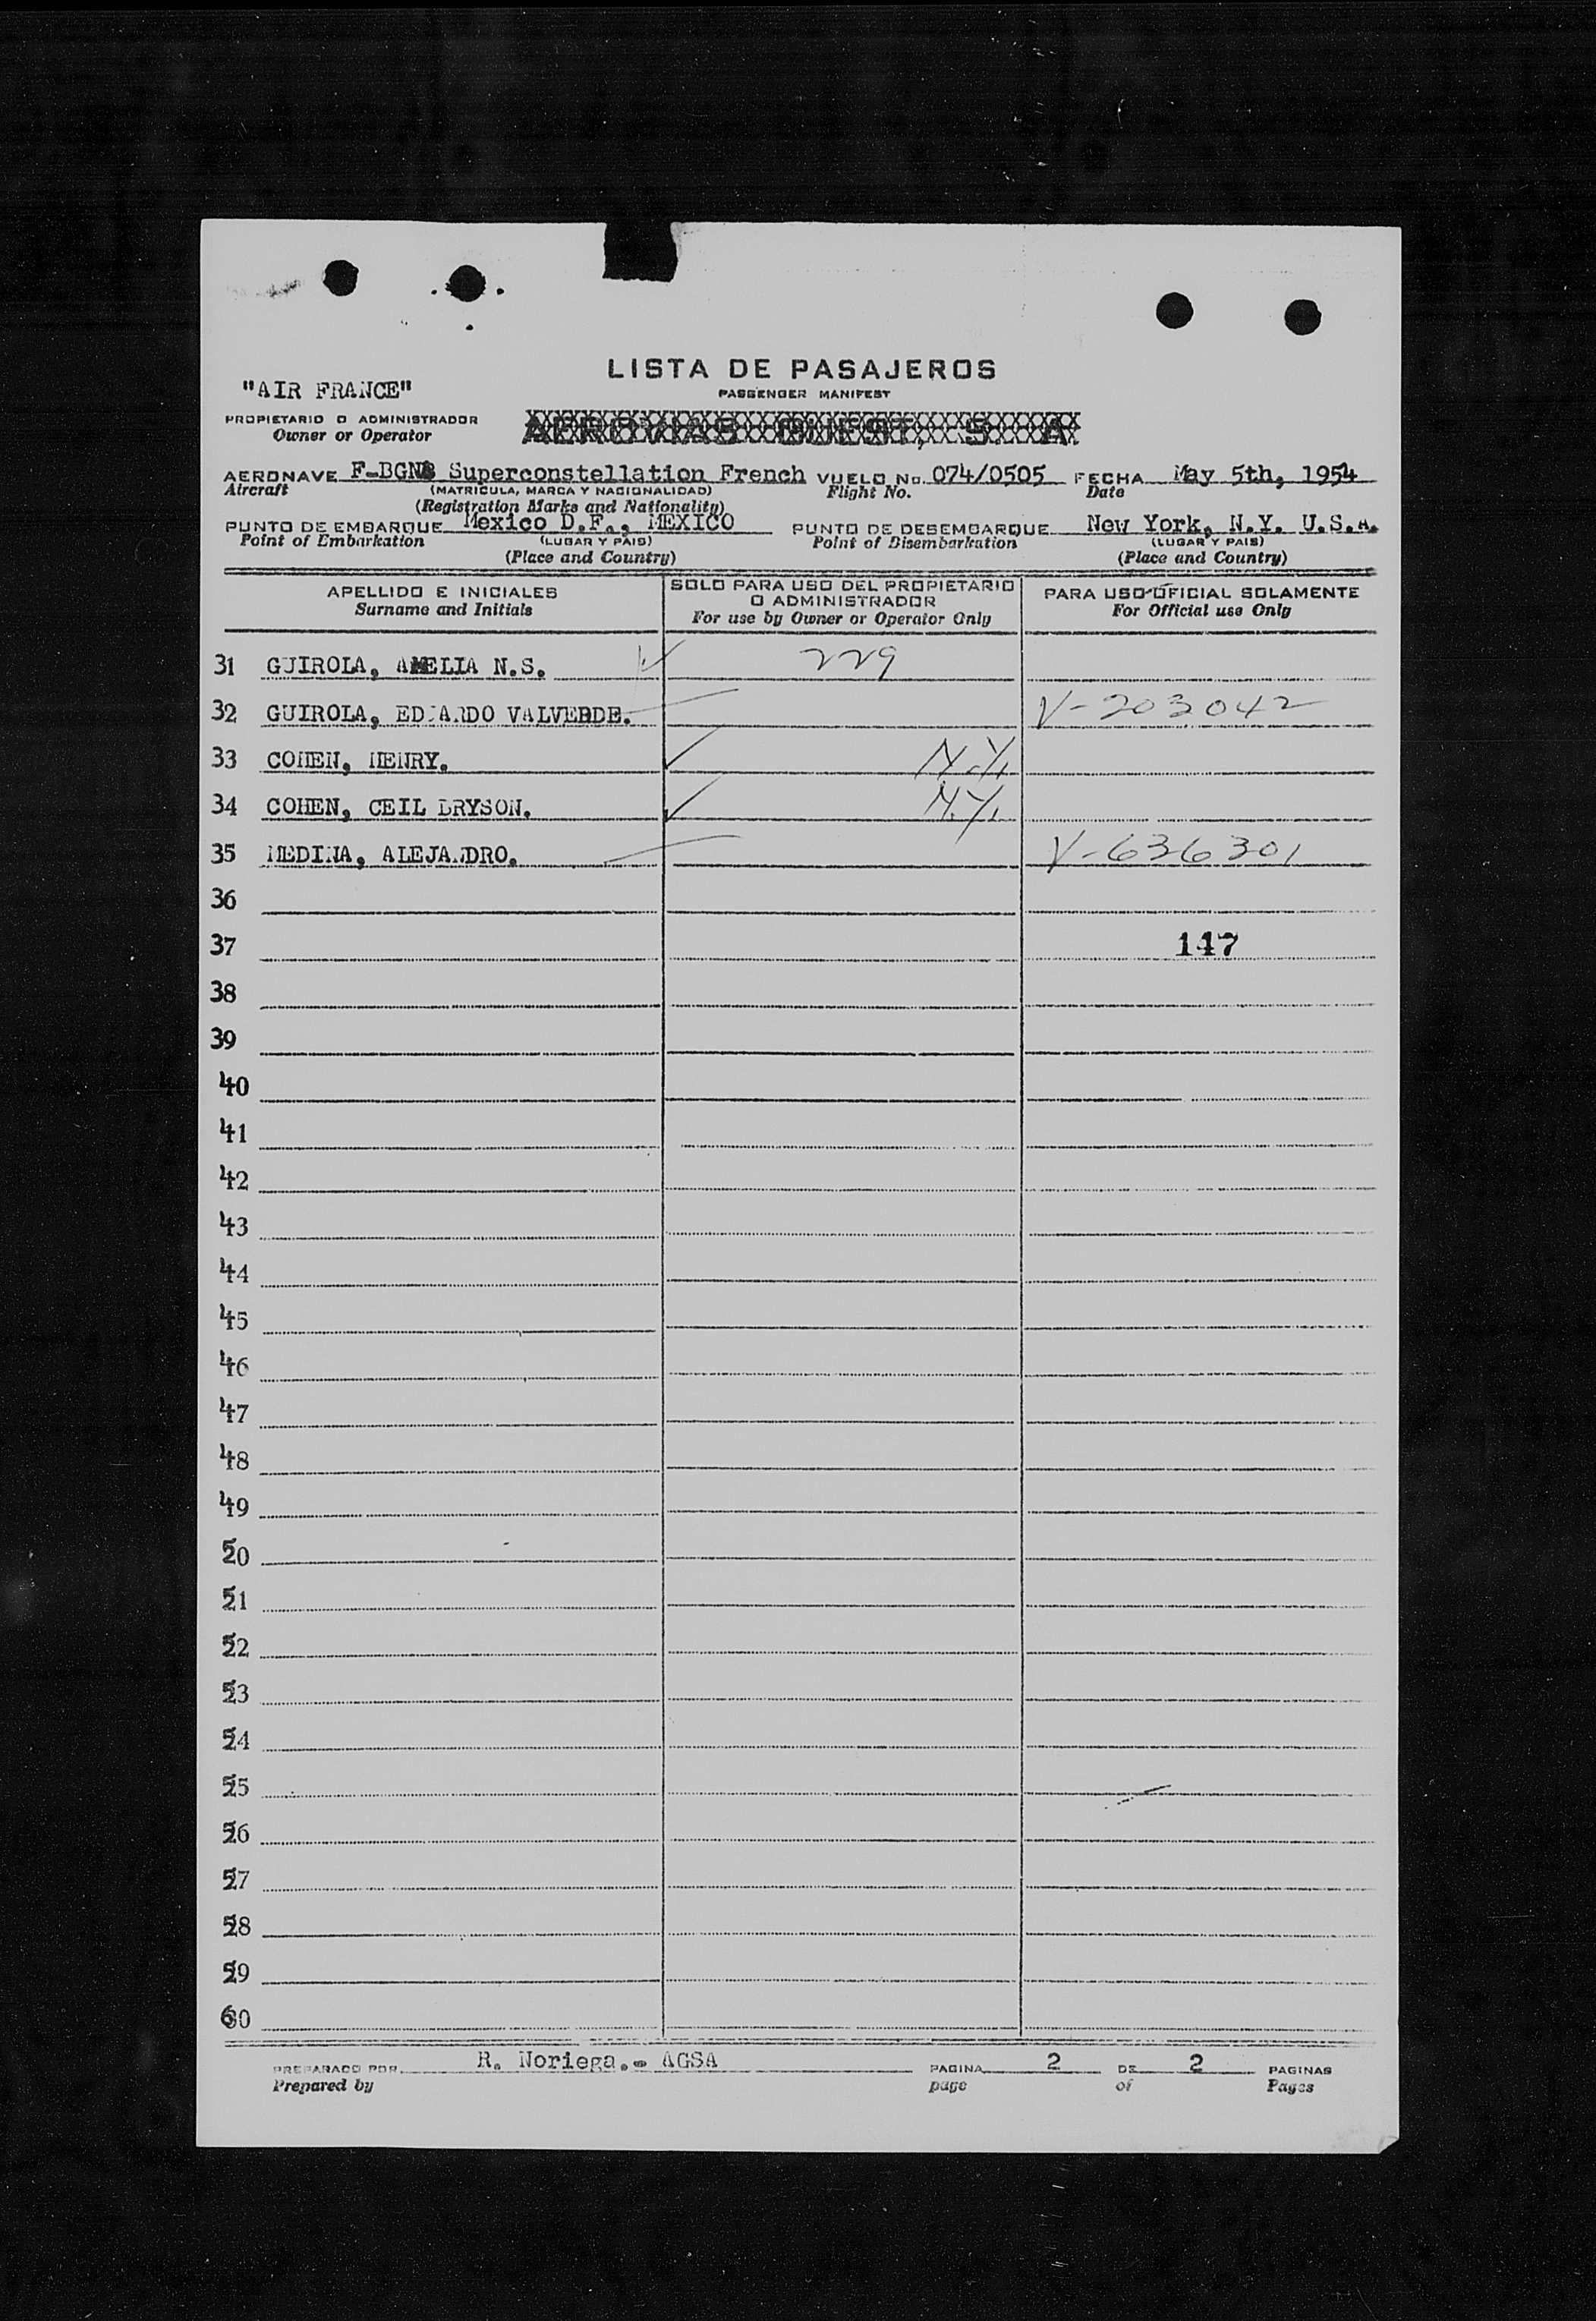 LISTA DE PASAJEROS
PASSENGER MANIFEST
"AIR FRANCE"
PROPIETARIO O ADMINISTRADOR
Owner or Operator
AEROVIAS OUEST, S. A.
AERONAVE F-BGN Superconstellation French VUELO No. 074/0505 FECHA May 5th, 1954
Aircraft (MATRICULA, MARCA Y NACIONALIDAD) Flight No. Date
(Registration Marks and Nationality)
PUNTO DE EMBARQUE Mexico D.F., MEXICO PUNTO DE DESEMBARQUE New York, N.Y. U.S.A.
Point of Embarkation (LUGAR Y PAIS) Point of Disembarkation (LUGAR Y PAIS)
(Place and Country) (Place and Country)
APELLIDO E INICIALES SOLO PARA USO DEL PROPIETARIO O ADMINISTRADOR PARA USO OFICIAL SOLAMENTE
Surname and Initials For use by Owner or Operator Only For Official use Only
31 GUIROLA, AMELIA N.S. 229
32 GUIROLA, EDUARDO VALVERDE. V-203042
33 COHEN, HENRY. N.Y.
34 COHEN, CEIL DRYSON. N.Y.
35 MEDINA, ALEJANDRO. V-636301
36
37 147
38
39
40
41
42
43
44
45
46
47
48
49
50
51
52
53
54
55
56
57
58
59
60
PREPARADO POR R. Noriega.- AGSA PAGINA 2 DE 2 PAGINAS
Prepared by page of Pages